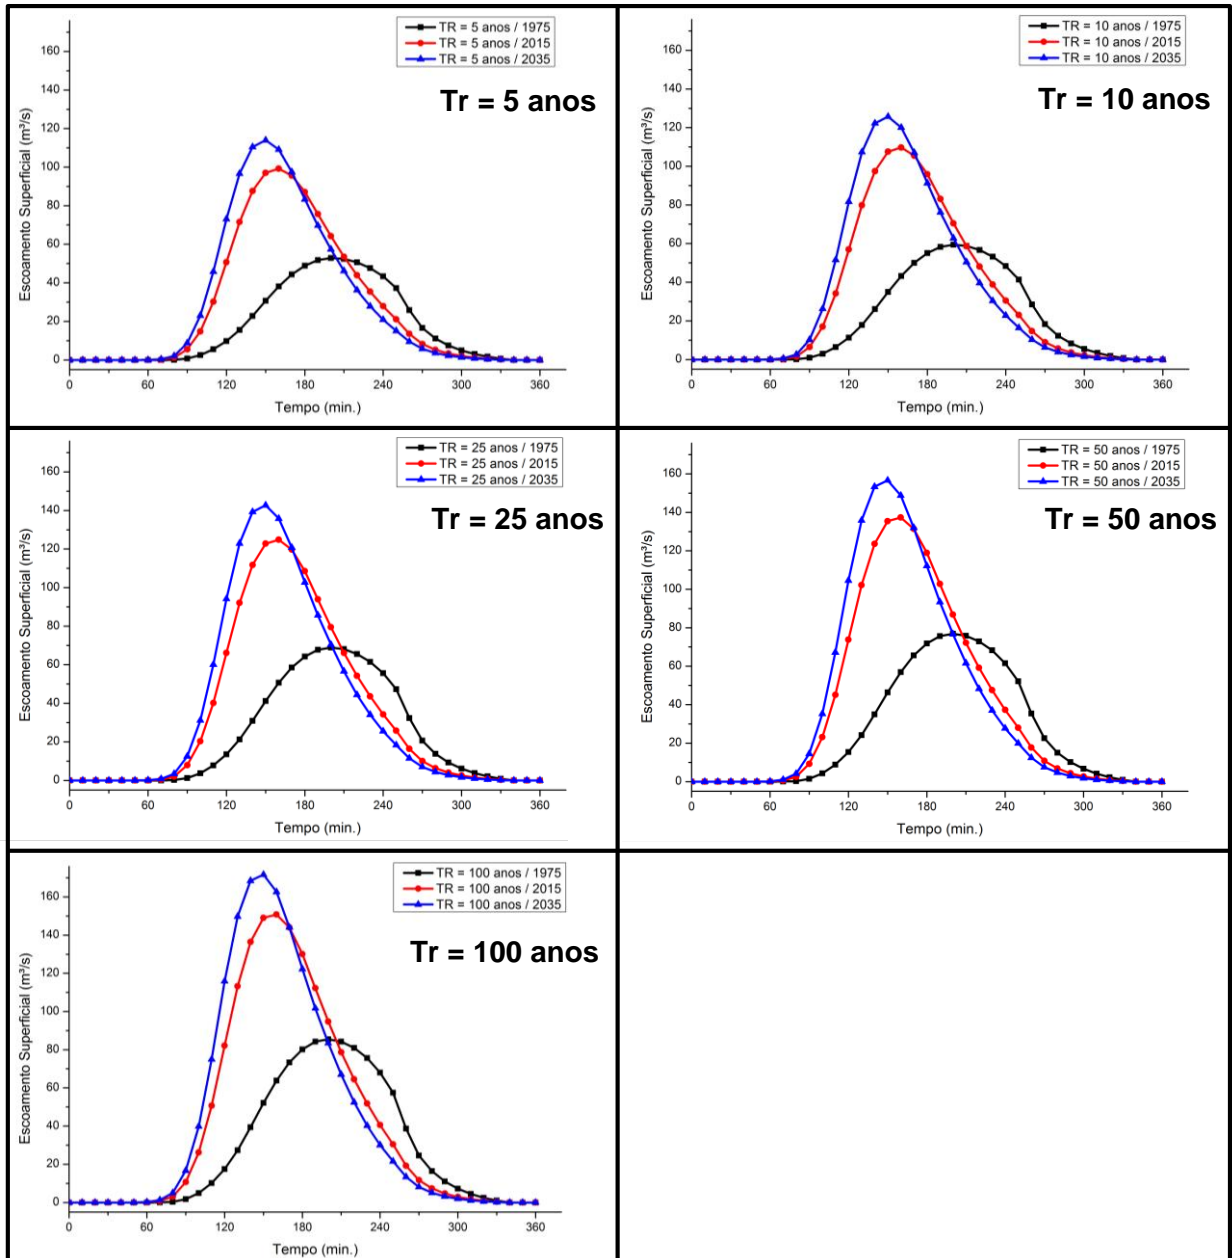 TR = 5 anos / 1975
TR = 5 anos / 2015
TR = 5 anos / 2035
Tr = 5 anos
Escoamento Superficial (m³/s)
160
140
120
100
80
60
40
20
0
0 60 120 180 240 300 360
Tempo (min.)
TR = 10 anos / 1975
TR = 10 anos / 2015
TR = 10 anos / 2035
Tr = 10 anos
Escoamento Superficial (m³/s)
160
140
120
100
80
60
40
20
0
0 60 120 180 240 300 360
Tempo (min.)
TR = 25 anos / 1975
TR = 25 anos / 2015
TR = 25 anos / 2035
Tr = 25 anos
Escoamento Superficial (m³/s)
160
140
120
100
80
60
40
20
0
0 60 120 180 240 300 360
Tempo (min.)
TR = 50 anos / 1975
TR = 50 anos / 2015
TR = 50 anos / 2035
Tr = 50 anos
Escoamento Superficial (m³/s)
160
140
120
100
80
60
40
20
0
0 60 120 180 240 300 360
Tempo (min.)
TR = 100 anos / 1975
TR = 100 anos / 2015
TR = 100 anos / 2035
Tr = 100 anos
Escoamento Superficial (m³/s)
160
140
120
100
80
60
40
20
0
0 60 120 180 240 300 360
Tempo (min.)